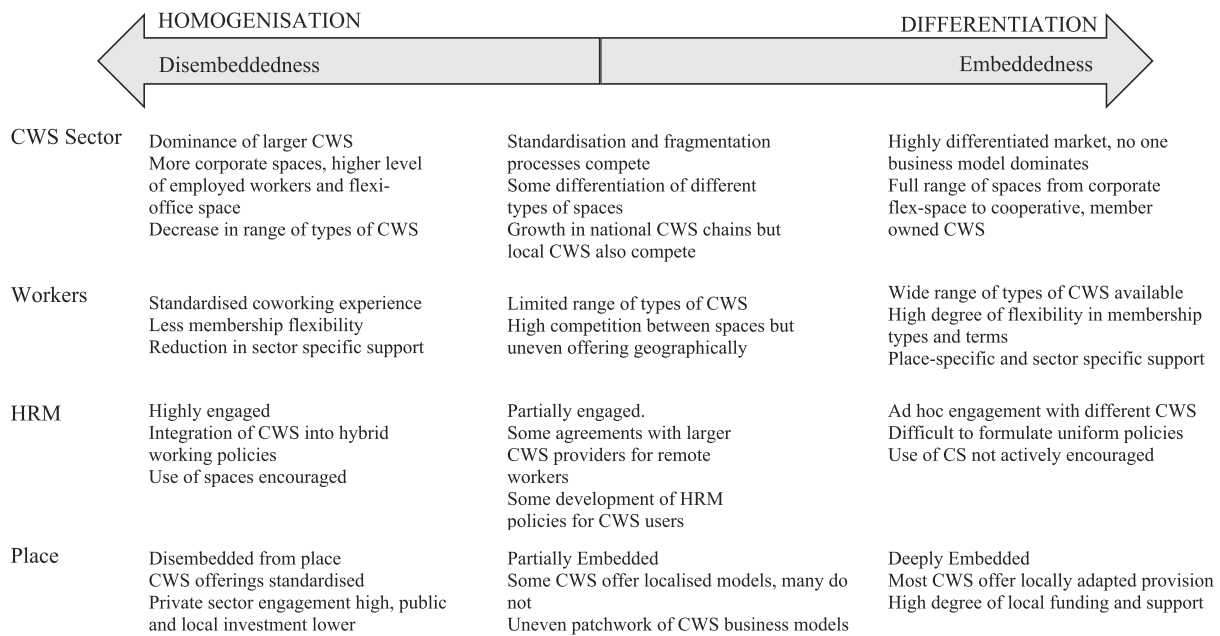 HOMOGENISATION
DIFFERENTIATION
Disembeddedness
Embeddedness
CWS Sector
Dominance of larger CWS
More corporate spaces, higher level
of employed workers and flexi-
office space
Decrease in range of types of CWS
Standardisation and fragmentation
processes compete
Some differentiation of different
types of spaces
Growth in national CWS chains but
local CWS also compete
Highly differentiated market, no one
business model dominates
Full range of spaces from corporate
flex-space to cooperative, member
owned CWS
Workers
Standardised coworking experience
Less membership flexibility
Reduction in sector specific support
Limited range of types of CWS
High competition between spaces but
uneven offering geographically
Wide range of types of CWS available
High degree of flexibility in membership
types and terms
Place-specific and sector specific support
HRM
Highly engaged
Integration of CWS into hybrid
working policies
Use of spaces encouraged
Partially engaged.
Some agreements with larger
CWS providers for remote
workers
Some development of HRM
policies for CWS users
Ad hoc engagement with different CWS
Difficult to formulate uniform policies
Use of CS not actively encouraged
Place
Disembedded from place
CWS offerings standardised
Private sector engagement high, public
and local investment lower
Partially Embedded
Some CWS offer localised models, many do
not
Uneven patchwork of CWS business models
Deeply Embedded
Most CWS offer locally adapted provision
High degree of local funding and support